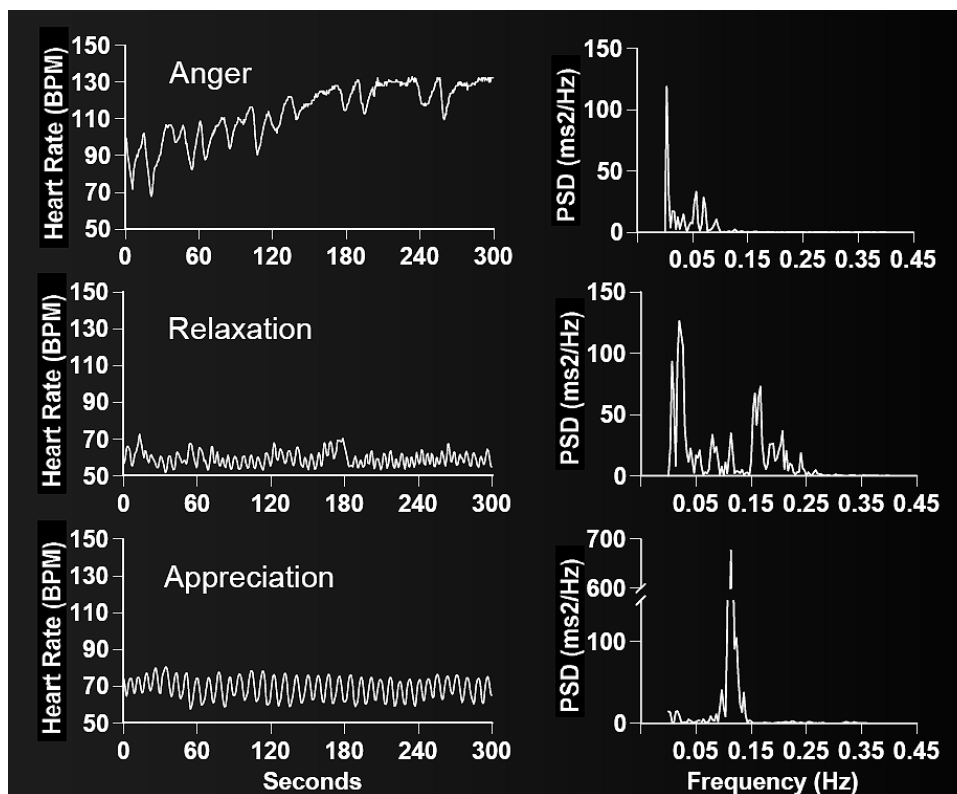 Heart Rate (BPM)
150
130
110
90
70
50
Anger
0 60 120 180 240 300
PSD (ms2/Hz)
150
100
50
0
0.05 0.15 0.25 0.35 0.45
Heart Rate (BPM)
150
130
110
90
70
50
Relaxation
0 60 120 180 240 300
PSD (ms2/Hz)
150
100
50
0
0.05 0.15 0.25 0.35 0.45
Heart Rate (BPM)
150
130
110
90
70
50
Appreciation
0 60 120 180 240 300
Seconds
PSD (ms2/Hz)
700
600
100
0
0.05 0.15 0.25 0.35 0.45
Frequency (Hz)